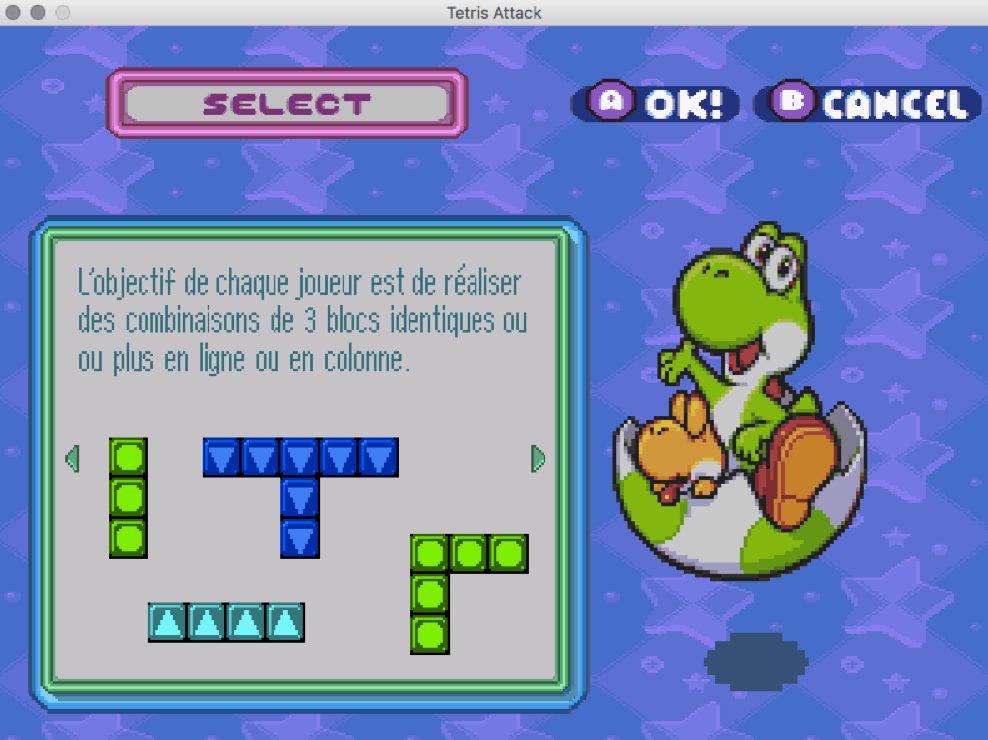 Tetris Attack
SELECT
A OK! B CANCEL
L'objectif de chaque joueur est de réaliser
des combinaisons de 3 blocs identiques ou
ou plus en ligne ou en colonne.